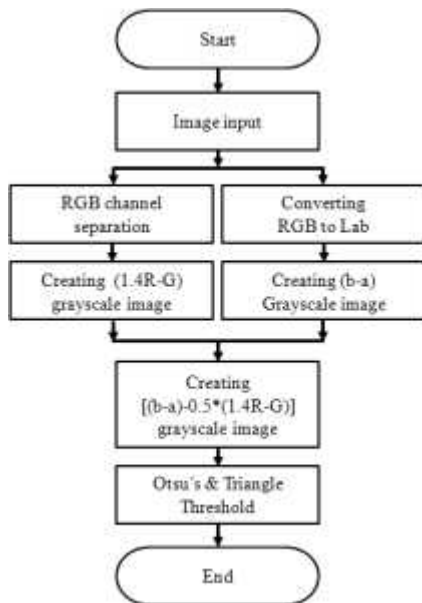 Start
Image input
RGB channel
separation
Converting
RGB to Lab
Creating (1.4R-G)
grayscale image
Creating (b-a)
Grayscale image
Creating
[(b-a)-0.5*(1.4R-G)]
grayscale image
Otsu's & Triangle
Threshold
End